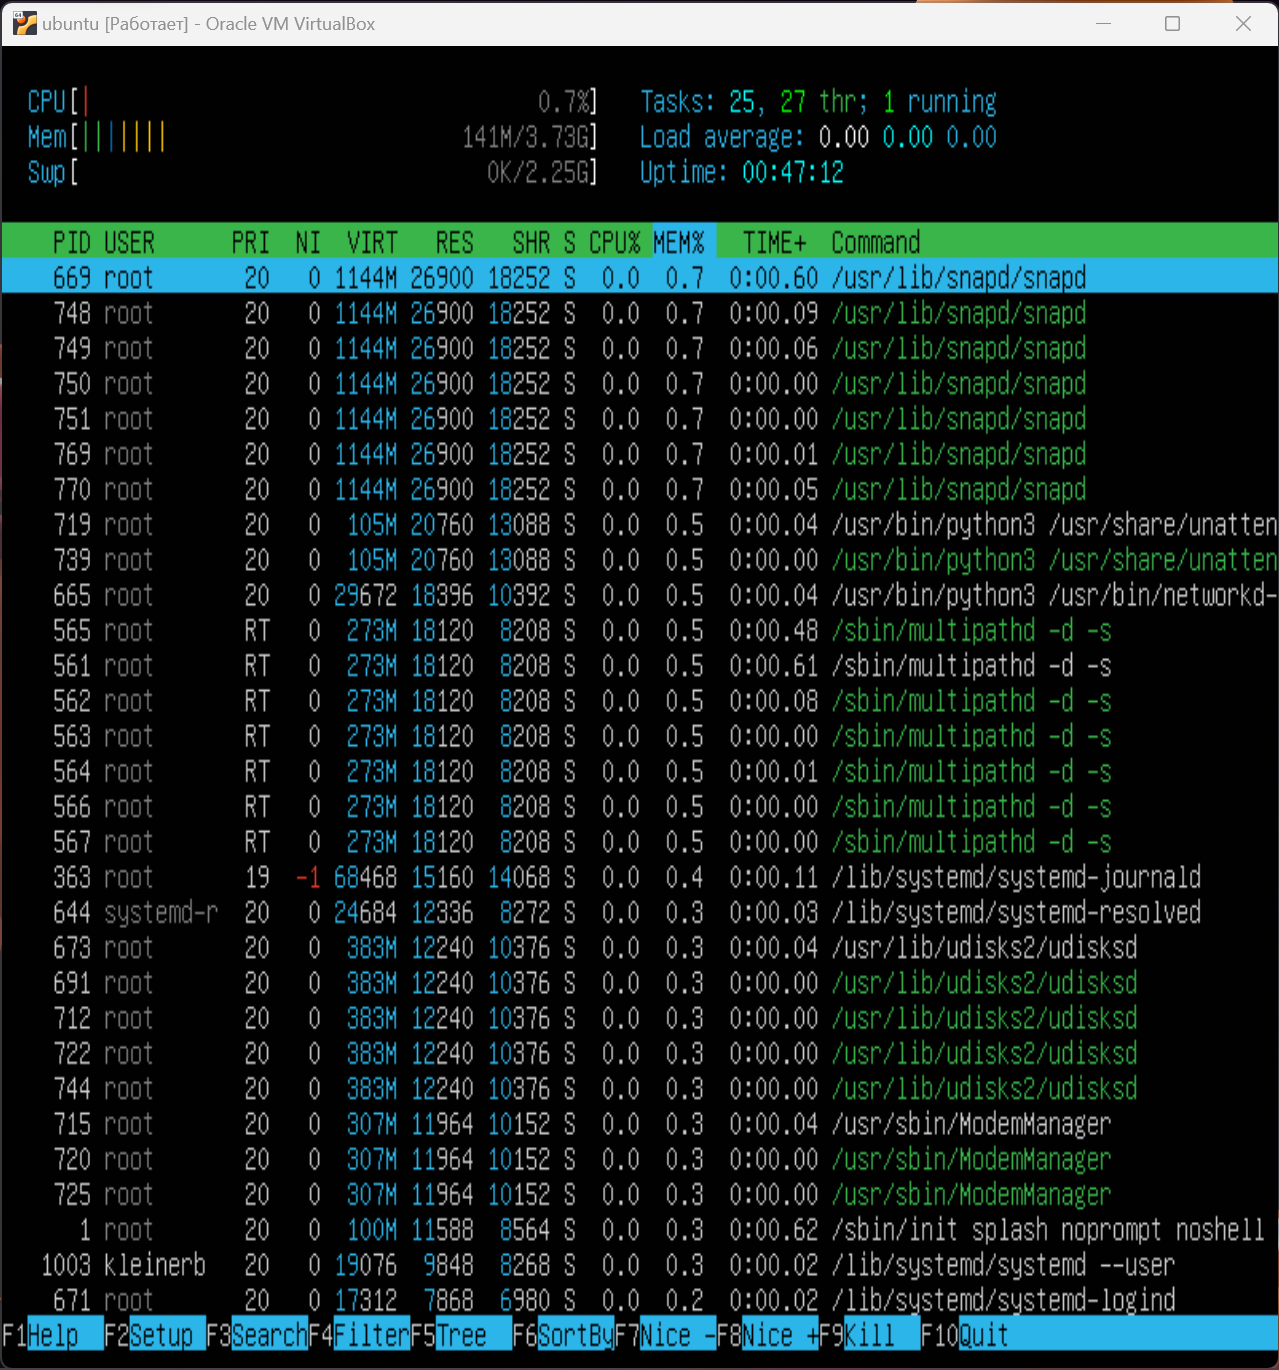 ubuntu [Работает] - Oracle VM VirtualBox
CPU[| 0.7%] Tasks: 25, 27 thr; 1 running
Mem[||||||| 141M/3.73G] Load average: 0.00 0.00 0.00
Swp[ 0K/2.25G] Uptime: 00:47:12
PID USER PRI NI VIRT RES SHR S CPU% MEM% TIME+ Command
669 root 20 0 1144M 26900 18252 S 0.0 0.7 0:00.60 /usr/lib/snapd/snapd
748 root 20 0 1144M 26900 18252 S 0.0 0.7 0:00.09 /usr/lib/snapd/snapd
749 root 20 0 1144M 26900 18252 S 0.0 0.7 0:00.06 /usr/lib/snapd/snapd
750 root 20 0 1144M 26900 18252 S 0.0 0.7 0:00.00 /usr/lib/snapd/snapd
751 root 20 0 1144M 26900 18252 S 0.0 0.7 0:00.00 /usr/lib/snapd/snapd
769 root 20 0 1144M 26900 18252 S 0.0 0.7 0:00.01 /usr/lib/snapd/snapd
770 root 20 0 1144M 26900 18252 S 0.0 0.7 0:00.05 /usr/lib/snapd/snapd
719 root 20 0 105M 20760 13088 S 0.0 0.5 0:00.04 /usr/bin/python3 /usr/share/unatten
739 root 20 0 105M 20760 13088 S 0.0 0.5 0:00.00 /usr/bin/python3 /usr/share/unatten
665 root 20 0 29672 18396 10392 S 0.0 0.5 0:00.04 /usr/bin/python3 /usr/bin/networkd-
565 root RT 0 273M 18120 8208 S 0.0 0.5 0:00.48 /sbin/multipathd -d -s
561 root RT 0 273M 18120 8208 S 0.0 0.5 0:00.61 /sbin/multipathd -d -s
562 root RT 0 273M 18120 8208 S 0.0 0.5 0:00.08 /sbin/multipathd -d -s
563 root RT 0 273M 18120 8208 S 0.0 0.5 0:00.00 /sbin/multipathd -d -s
564 root RT 0 273M 18120 8208 S 0.0 0.5 0:00.01 /sbin/multipathd -d -s
566 root RT 0 273M 18120 8208 S 0.0 0.5 0:00.00 /sbin/multipathd -d -s
567 root RT 0 273M 18120 8208 S 0.0 0.5 0:00.00 /sbin/multipathd -d -s
363 root 19 -1 68468 15160 14068 S 0.0 0.4 0:00.11 /lib/systemd/systemd-journald
644 systemd-r 20 0 24684 12336 8272 S 0.0 0.3 0:00.03 /lib/systemd/systemd-resolved
673 root 20 0 383M 12240 10376 S 0.0 0.3 0:00.04 /usr/lib/udisks2/udisksd
691 root 20 0 383M 12240 10376 S 0.0 0.3 0:00.00 /usr/lib/udisks2/udisksd
712 root 20 0 383M 12240 10376 S 0.0 0.3 0:00.00 /usr/lib/udisks2/udisksd
722 root 20 0 383M 12240 10376 S 0.0 0.3 0:00.00 /usr/lib/udisks2/udisksd
744 root 20 0 383M 12240 10376 S 0.0 0.3 0:00.00 /usr/lib/udisks2/udisksd
715 root 20 0 307M 11964 10152 S 0.0 0.3 0:00.04 /usr/sbin/ModemManager
720 root 20 0 307M 11964 10152 S 0.0 0.3 0:00.00 /usr/sbin/ModemManager
725 root 20 0 307M 11964 10152 S 0.0 0.3 0:00.00 /usr/sbin/ModemManager
1 root 20 0 100M 11588 8564 S 0.0 0.3 0:00.62 /sbin/init splash noprompt noshell
1003 kleinerb 20 0 19076 9848 8268 S 0.0 0.3 0:00.02 /lib/systemd/systemd --user
671 root 20 0 17312 7868 6980 S 0.0 0.2 0:00.02 /lib/systemd/systemd-logind
F1Help F2Setup F3SearchF4FilterF5Tree F6SortByF7Nice -F8Nice +F9Kill F10Quit